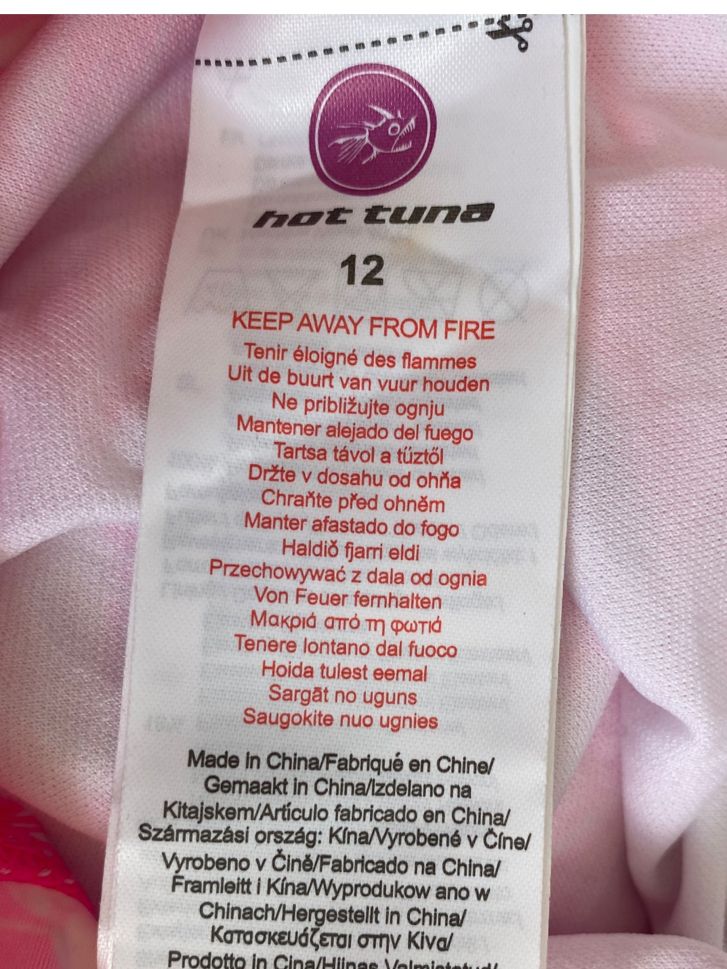 hot tuna
12
KEEP AWAY FROM FIRE
Tenir éloigné des flammes
Uit de buurt van vuur houden
Ne približujte ognju
Mantener alejado del fuego
Tartsa távol a tűztől
Držte v dosahu od ohňa
Chraňte před ohněm
Manter afastado do fogo
Haldið fjarri eldi
Przechowywać z dala od ognia
Von Feuer fernhalten
Μακριά από τη φωτιά
Tenere lontano dal fuoco
Hoida tulest eemal
Sargāt no uguns
Saugokite nuo ugnies
Made in China/Fabriqué en Chine/
Gemaakt in China/Izdelano na
Kitajskem/Artículo fabricado en China/
Származási ország: Kína/Vyrobené v Číne/
Vyrobeno v Čině/Fabricado na China/
Framleitt i Kína/Wyprodukow ano w
Chinach/Hergestellt in China/
Κατασκευάζεται στην Κίνα/
Prodotto in Cina/Hiinas